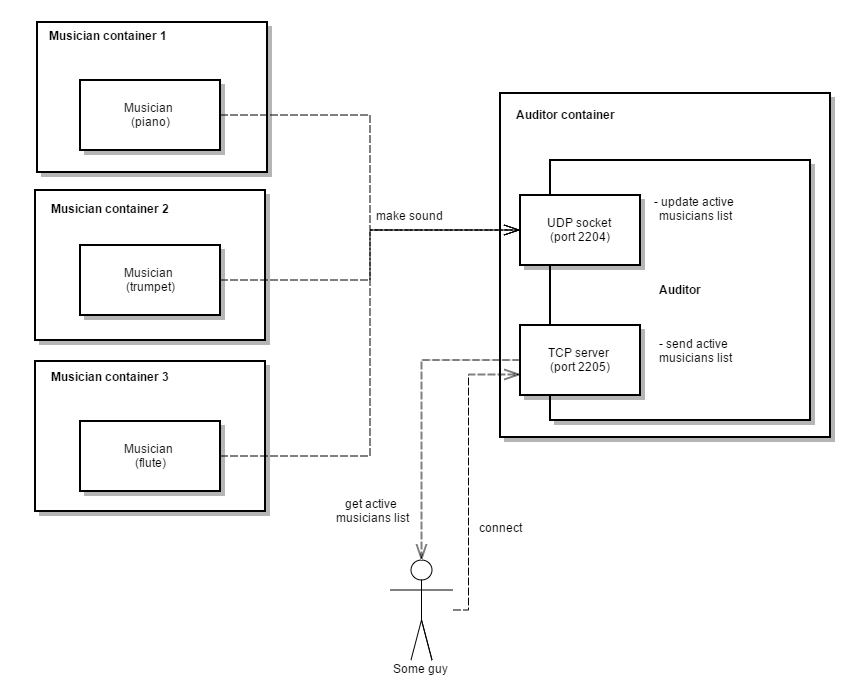 Musician container 1
Musician
(piano)
Musician container 2
Musician
(trumpet)
Musician container 3
Musician
(flute)
make sound
Auditor container
UDP socket
(port 2204)
- update active
musicians list
Auditor
TCP server
(port 2205)
- send active
musicians list
get active
musicians list
connect
Some guy